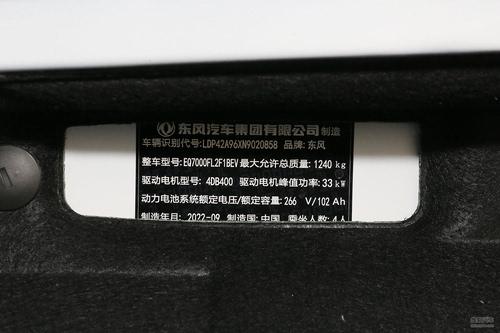 东风汽车集团有限公司 制造
车辆识别代号: LDP42A96XN9020858 品牌: 东风
整车型号: EQ7000FL2F1BEV 最大允许总质量: 1240 kg
驱动电机型号: 4DB400 驱动电机峰值功率: 33 kW
动力电池系统额定电压/额定容量: 266 V/102 Ah
制造年月: 2022-09 制造国: 中国 乘坐人数: 4人